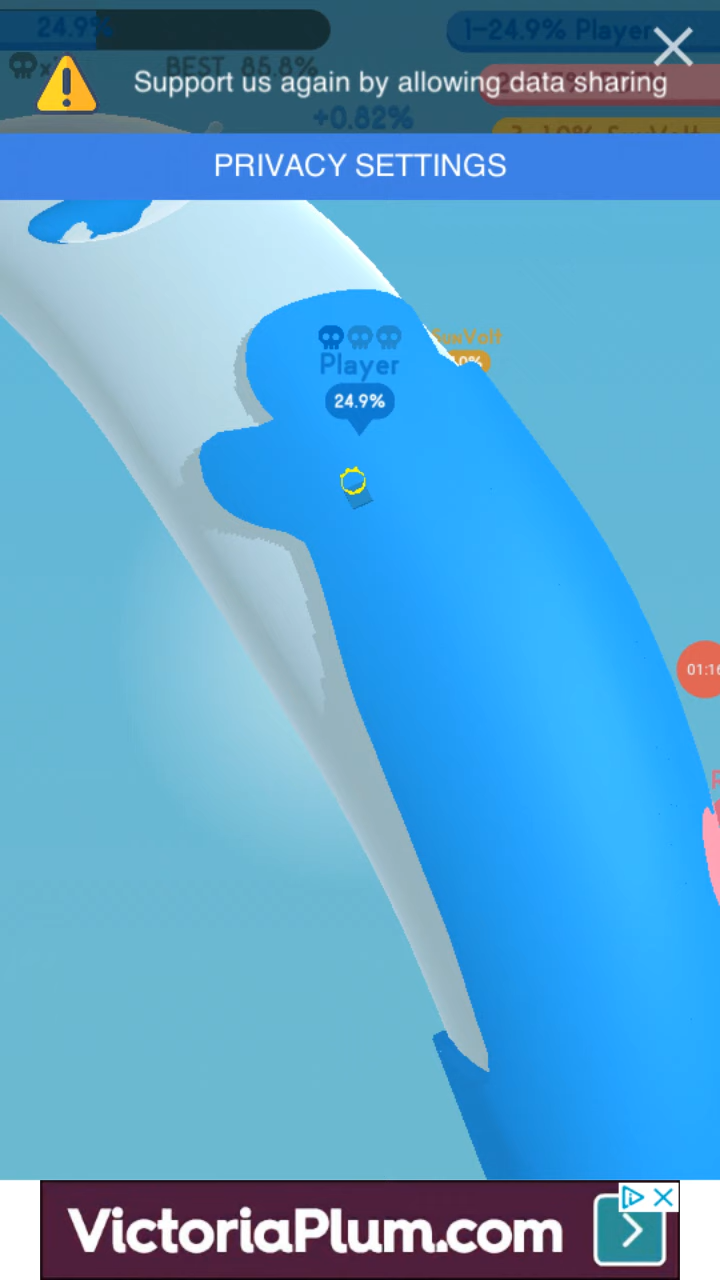 24.9%
1-24.9% Player
BEST 85.8%
Support us again by allowing data sharing
+0.82%
PRIVACY SETTINGS
SunVolt
Player
24.9%
01:16
VictoriaPlum.com